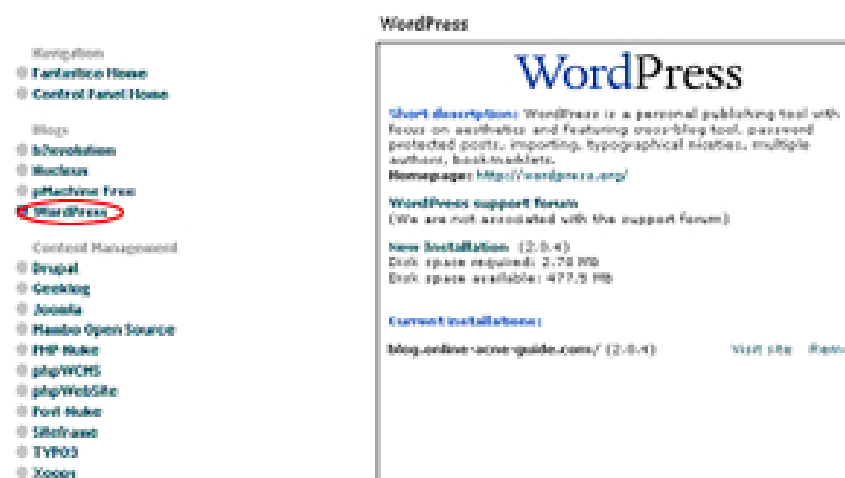 Navigation
Fantastico Home
Control Panel Home
Blogs
b2evolution
Nucleus
pMachine Free
WordPress
Content Management
Drupal
Geeklog
Joomla
Mambo Open Source
PHP-Nuke
phpWCMS
phpWebSite
Post-Nuke
Siteframe
TYPO3
Xoops
WordPress
WordPress
Short description: WordPress is a personal publishing tool with
focus on aesthetics and featuring cross-blog tool, password
protected posts, importing, typographical niceties, multiple
authors, bookmarklets.
Homepage: http://wordpress.org/
WordPress support forum
(We are not associated with the support forum)
New Installation (2.0.4)
Disk space required: 2.70 MB
Disk space available: 477.5 MB
Current installations:
blog.online-acne-guide.com/ (2.0.4) Visit site